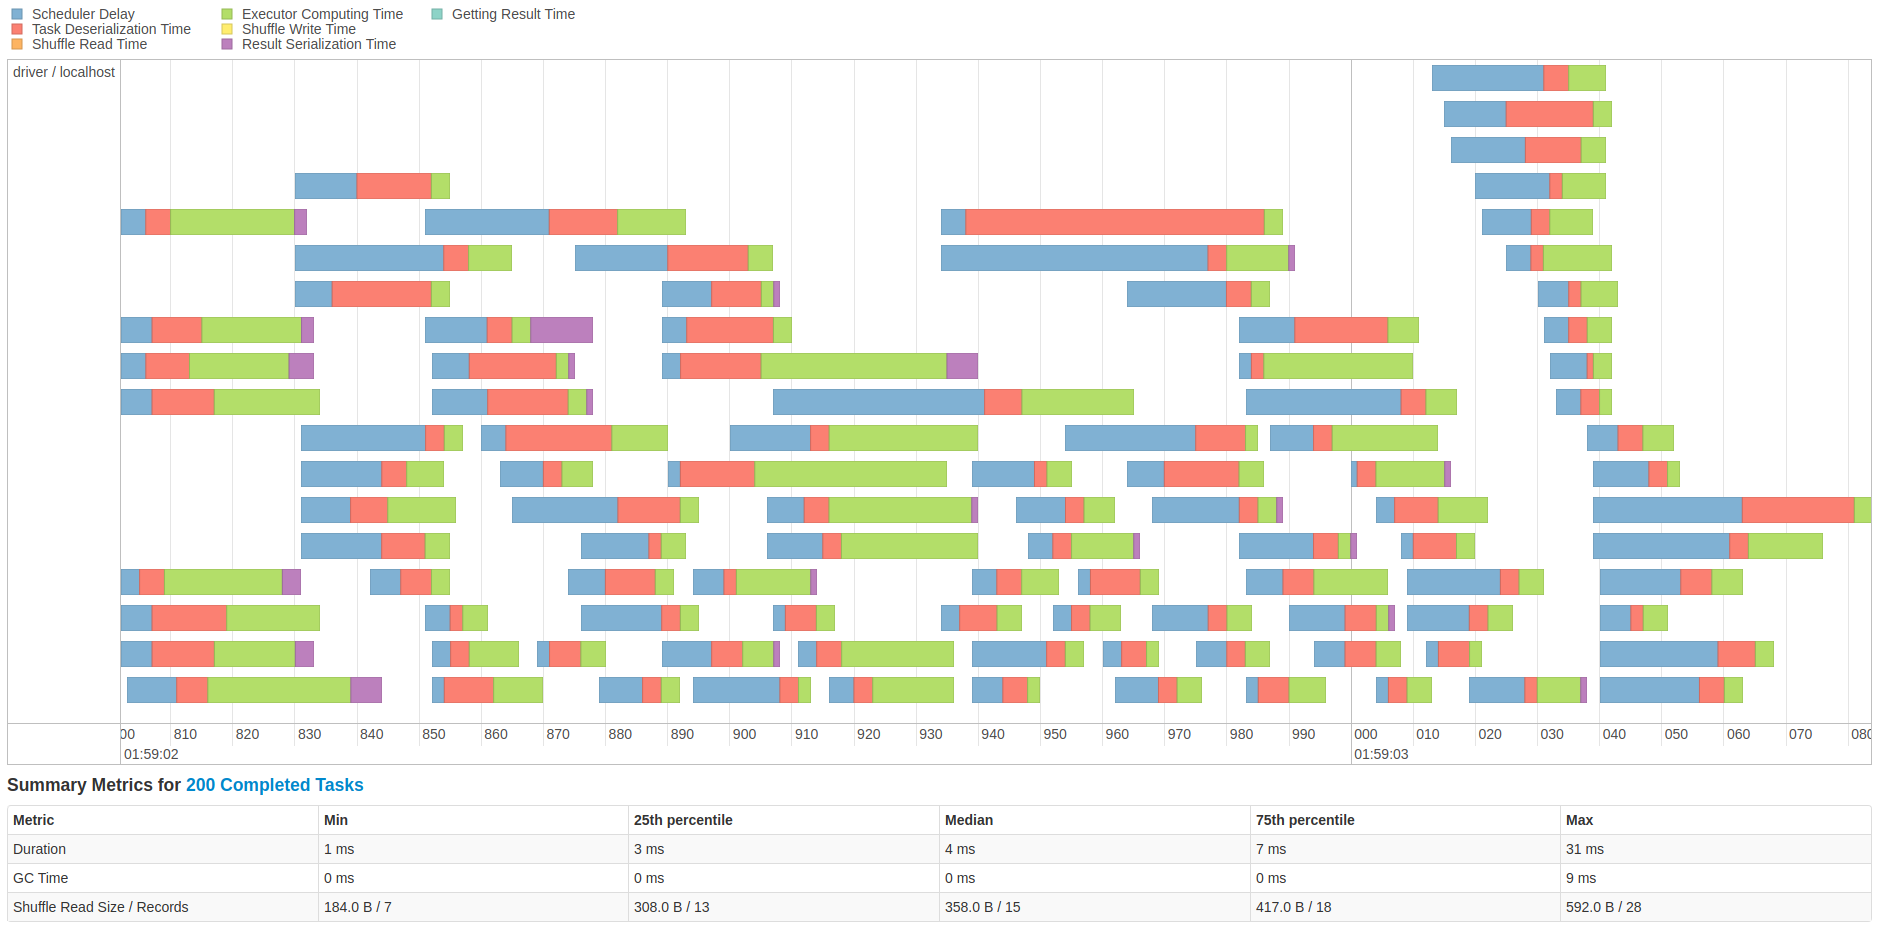 Scheduler Delay
Executor Computing Time
Getting Result Time
Task Deserialization Time
Shuffle Write Time
Shuffle Read Time
Result Serialization Time
driver / localhost
00 810 820 830 840 850 860 870 880 890 900 910 920 930 940 950 960 970 980 990 000 010 020 030 040 050 060 070 080
01:59:02 01:59:03
Summary Metrics for 200 Completed Tasks
Metric Min 25th percentile Median 75th percentile Max
Duration 1 ms 3 ms 4 ms 7 ms 31 ms
GC Time 0 ms 0 ms 0 ms 0 ms 9 ms
Shuffle Read Size / Records 184.0 B / 7 308.0 B / 13 358.0 B / 15 417.0 B / 18 592.0 B / 28